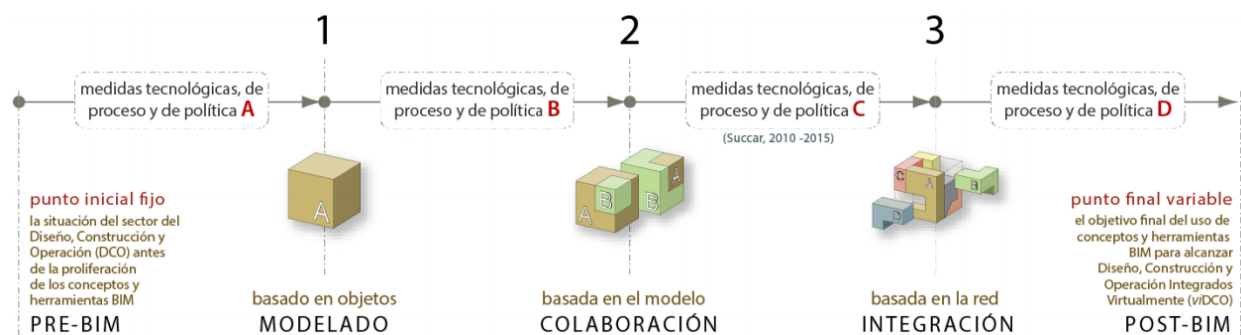 1
2
3
medidas tecnológicas, de
proceso y de política A
medidas tecnológicas, de
proceso y de política B
medidas tecnológicas, de
proceso y de política C
(Succar, 2010 -2015)
medidas tecnológicas, de
proceso y de política D
punto inicial fijo
la situación del sector del
Diseño, Construcción y
Operación (DCO) antes
de la proliferación
de los conceptos y
herramientas BIM
PRE-BIM
A
basado en objetos
MODELADO
A
B
B
A
basada en el modelo
COLABORACIÓN
C
A
B
D
basada en la red
INTEGRACIÓN
punto final variable
el objetivo final del uso de
conceptos y herramientas
BIM para alcanzar
Diseño, Construcción y
Operación Integrados
Virtualmente (viDCO)
POST-BIM